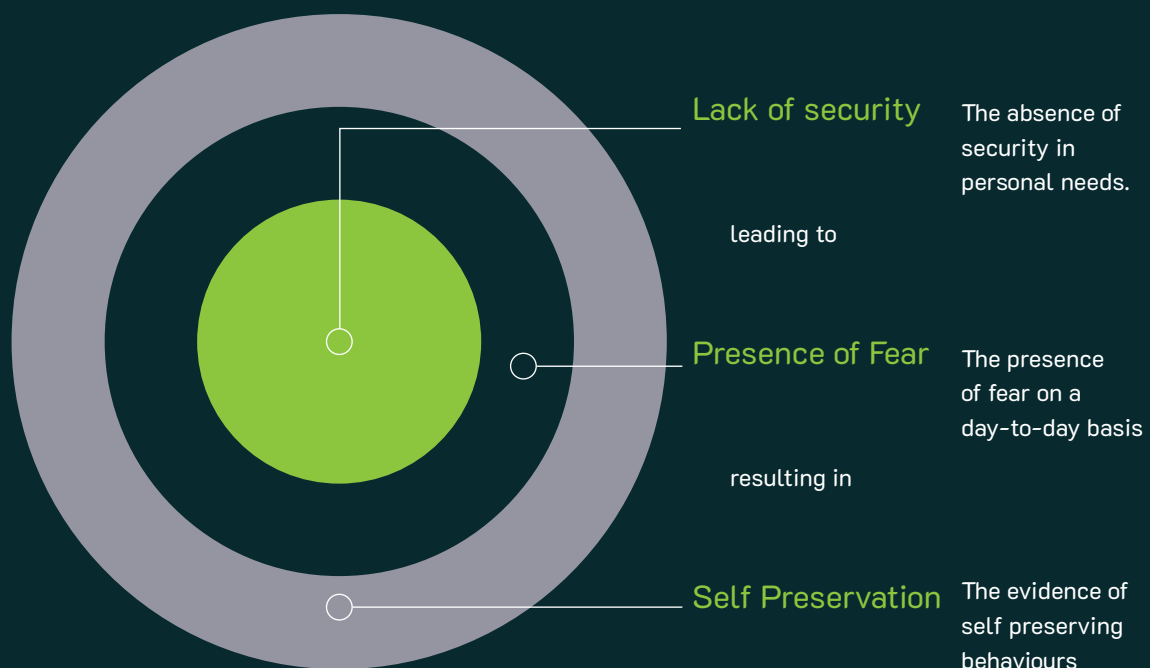 Lack of security
The absence of
security in
personal needs.
leading to
Presence of Fear
The presence
of fear on a
day-to-day basis
resulting in
Self Preservation
The evidence of
self preserving
behaviours